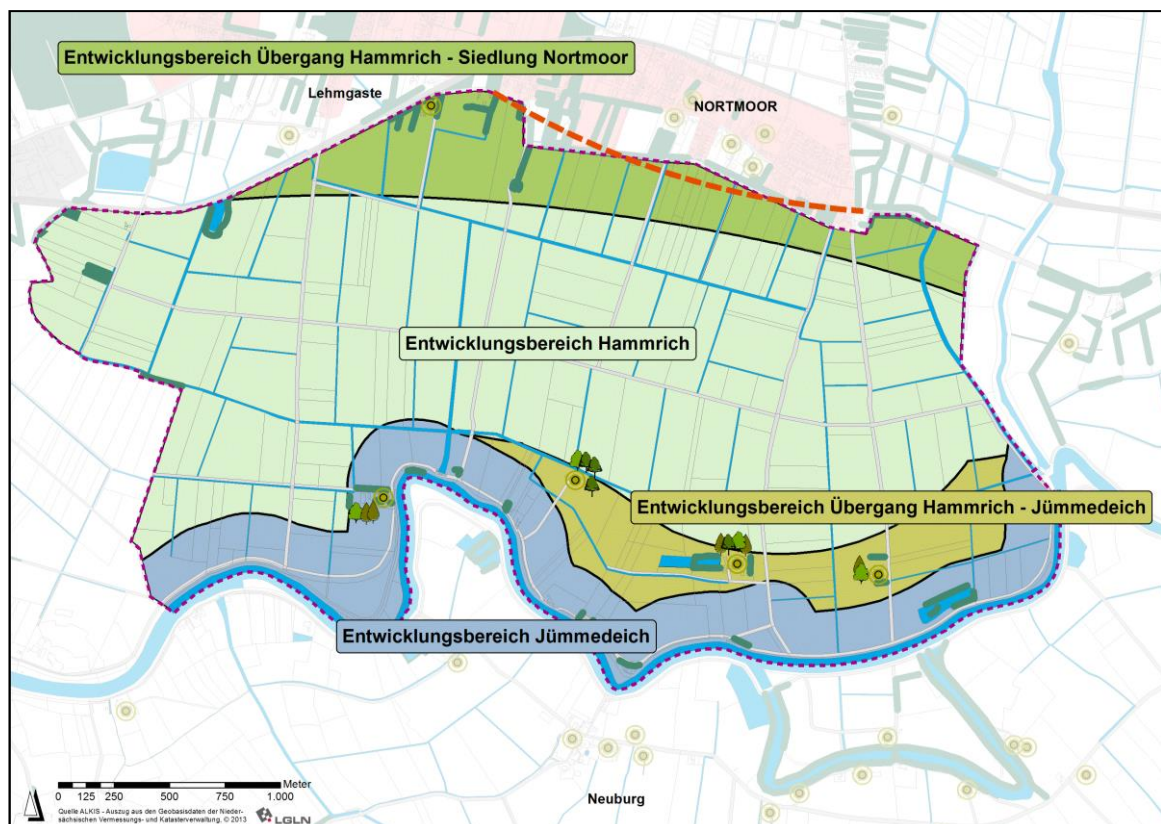 Entwicklungsbereich Übergang Hammrich - Siedlung Nortmoor
Lehmgaste
NORTMOOR
Entwicklungsbereich Hammrich
Entwicklungsbereich Übergang Hammrich - Jümmedeich
Entwicklungsbereich Jümmedeich
Neuburg
Meter
0 125 250 500 750 1.000
Quelle ALKIS - Auszug aus den Geobasisdaten der Nieder-
sächsischen Vermessungs- und Katasterverwaltung, © 2013
LGLN